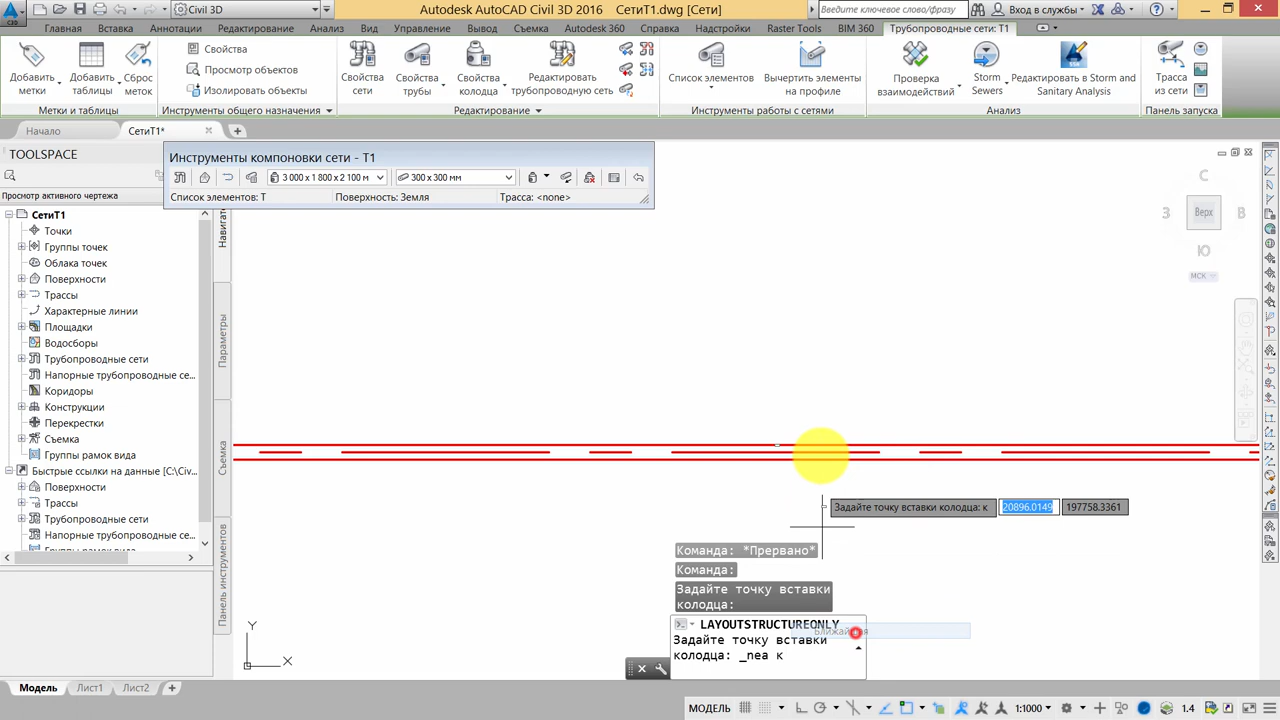 Civil 3D
Autodesk AutoCAD Civil 3D 2016 СетиТ1.dwg [Сети]
Введите ключевое слово/фразу
Вход в службы
Главная Вставка Аннотации Редактирование Анализ Вид Управление Вывод Съемка Autodesk 360 Справка Надстройки Raster Tools BIM 360 Трубопроводные сети: Т1
Добавить метки
Добавить таблицы
Сброс меток
Свойства
Просмотр объектов
Изолировать объекты
Свойства сети
Свойства трубы
Свойства колодца
Редактировать трубопроводную сеть
Список элементов
Вычертить элементы на профиле
Проверка взаимодействий
Storm Sewers
Редактировать в Storm and Sanitary Analysis
Трасса из сети
Метки и таблицы
Инструменты общего назначения
Редактирование
Инструменты работы с сетями
Анализ
Панель запуска
Начало
СетиТ1*
TOOLSPACE
Инструменты компоновки сети - Т1
3 000 x 1 800 x 2 100 м
300 x 300 мм
Список элементов: Т
Поверхность: Земля
Трасса: <none>
Просмотр активного чертежа
СетиТ1
Точки
Группы точек
Облака точек
Поверхности
Трассы
Характерные линии
Площадки
Водосборы
Трубопроводные сети
Напорные трубопроводные се...
Коридоры
Конструкции
Перекрестки
Съемка
Группы рамок вида
Быстрые ссылки на данные [C:\Civ
Поверхности
Трассы
Трубопроводные сети
Напорные трубопроводные се...
Группы рамок вида
Навигат
Параметры
Съемка
Панель инструментов
С
З Верх В
Ю
МСК
Задайте точку вставки колодца: к 20896.0149 197758.3361
Команда: *Прервано*
Команда:
Задайте точку вставки
колодца:
LAYOUTSTRUCTUREONLY
Ближайшая
Задайте точку вставки
колодца: _nea к
Y
X
Модель Лист1 Лист2
МОДЕЛЬ
1:1000
1.4